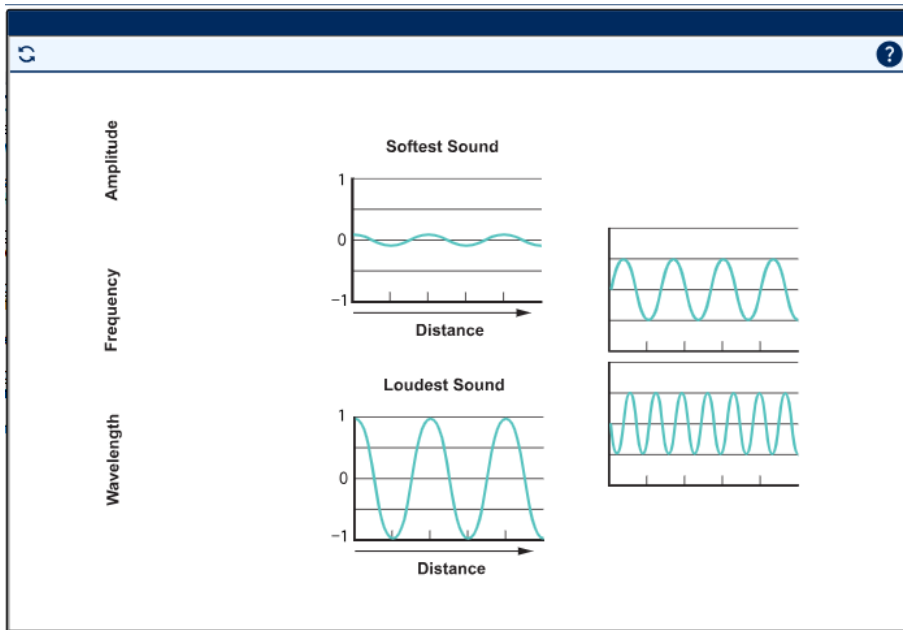 ?
Amplitude
Frequency
Wavelength
Softest Sound
1
0
−1
Distance
Loudest Sound
1
0
−1
Distance